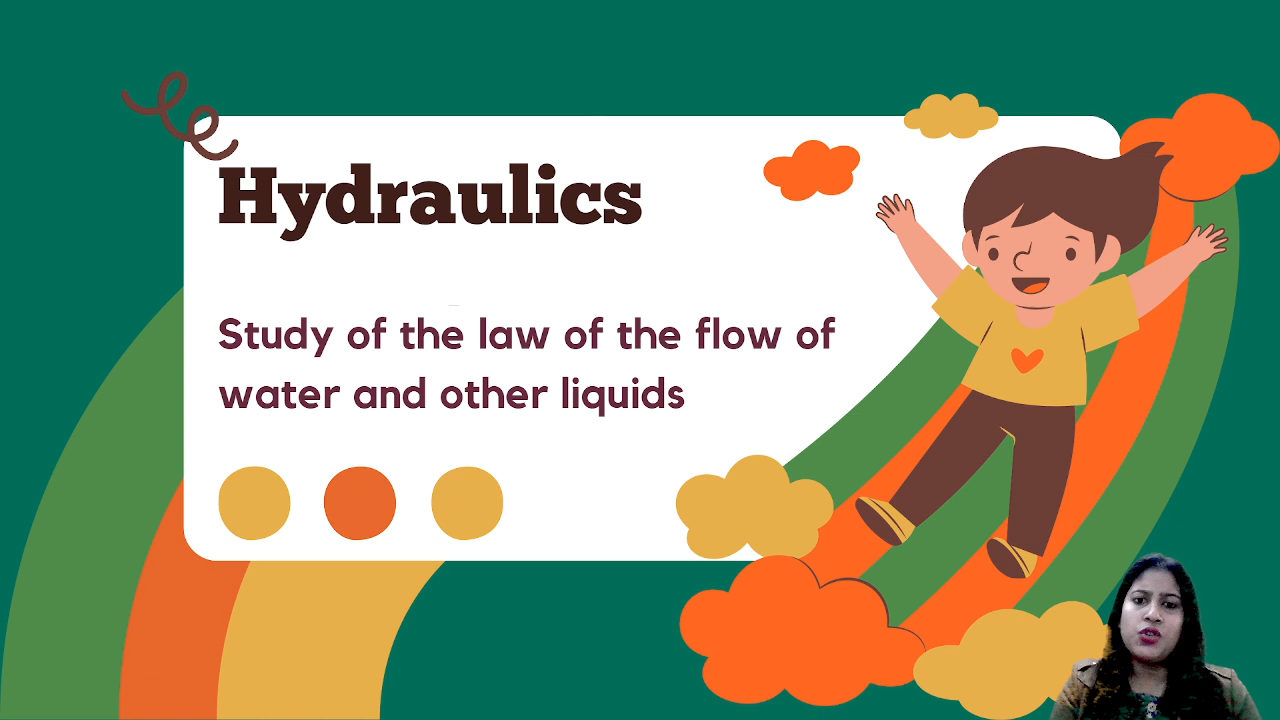 Hydraulics
Study of the law of the flow of
water and other liquids